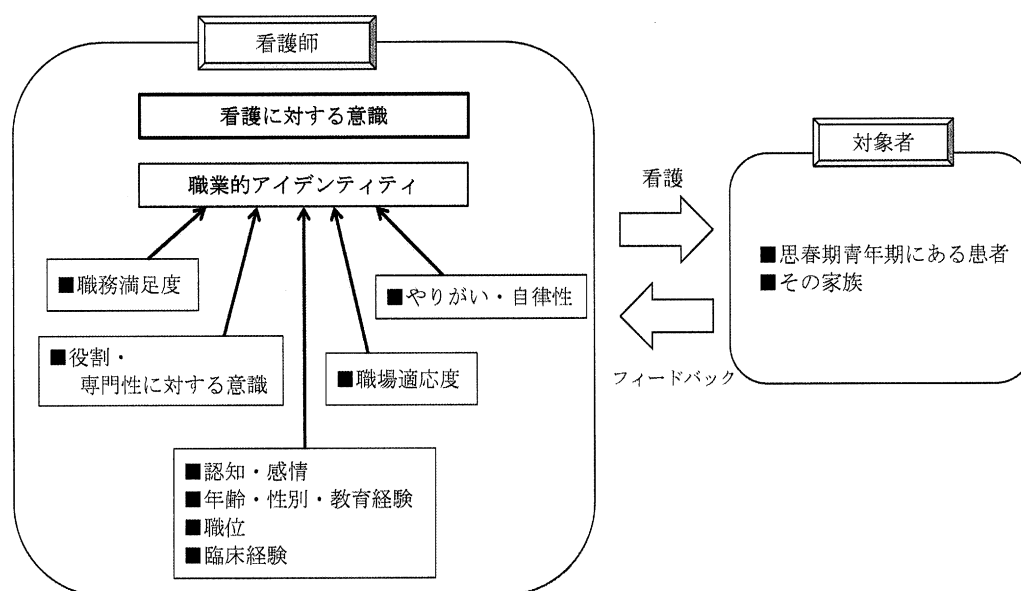 看護師
看護に対する意識
職業的アイデンティティ
■職務満足度
■やりがい・自律性
■役割・
専門性に対する意識
■職場適応度
■認知・感情
■年齢・性別・教育経験
■職位
■臨床経験
看護
フィードバック
対象者
■思春期青年期にある患者
■その家族